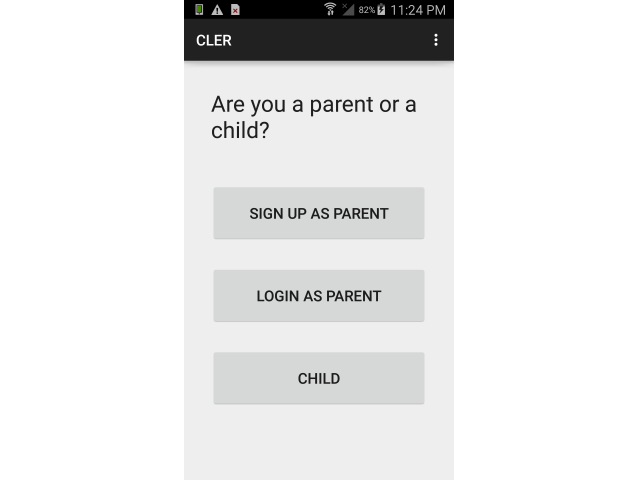 82% 11:24 PM
CLER
Are you a parent or a
child?
SIGN UP AS PARENT
LOGIN AS PARENT
CHILD